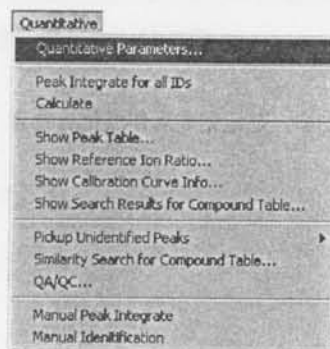 Quantitative
Quantitative Parameters...
Peak Integrate for all IDs
Calculate
Show Peak Table...
Show Reference Ion Ratio...
Show Calibration Curve Info...
Show Search Results for Compound Table...
Pickup Unidentified Peaks
Similarity Search for Compound Table...
QA/QC...
Manual Peak Integrate
Manual Identification